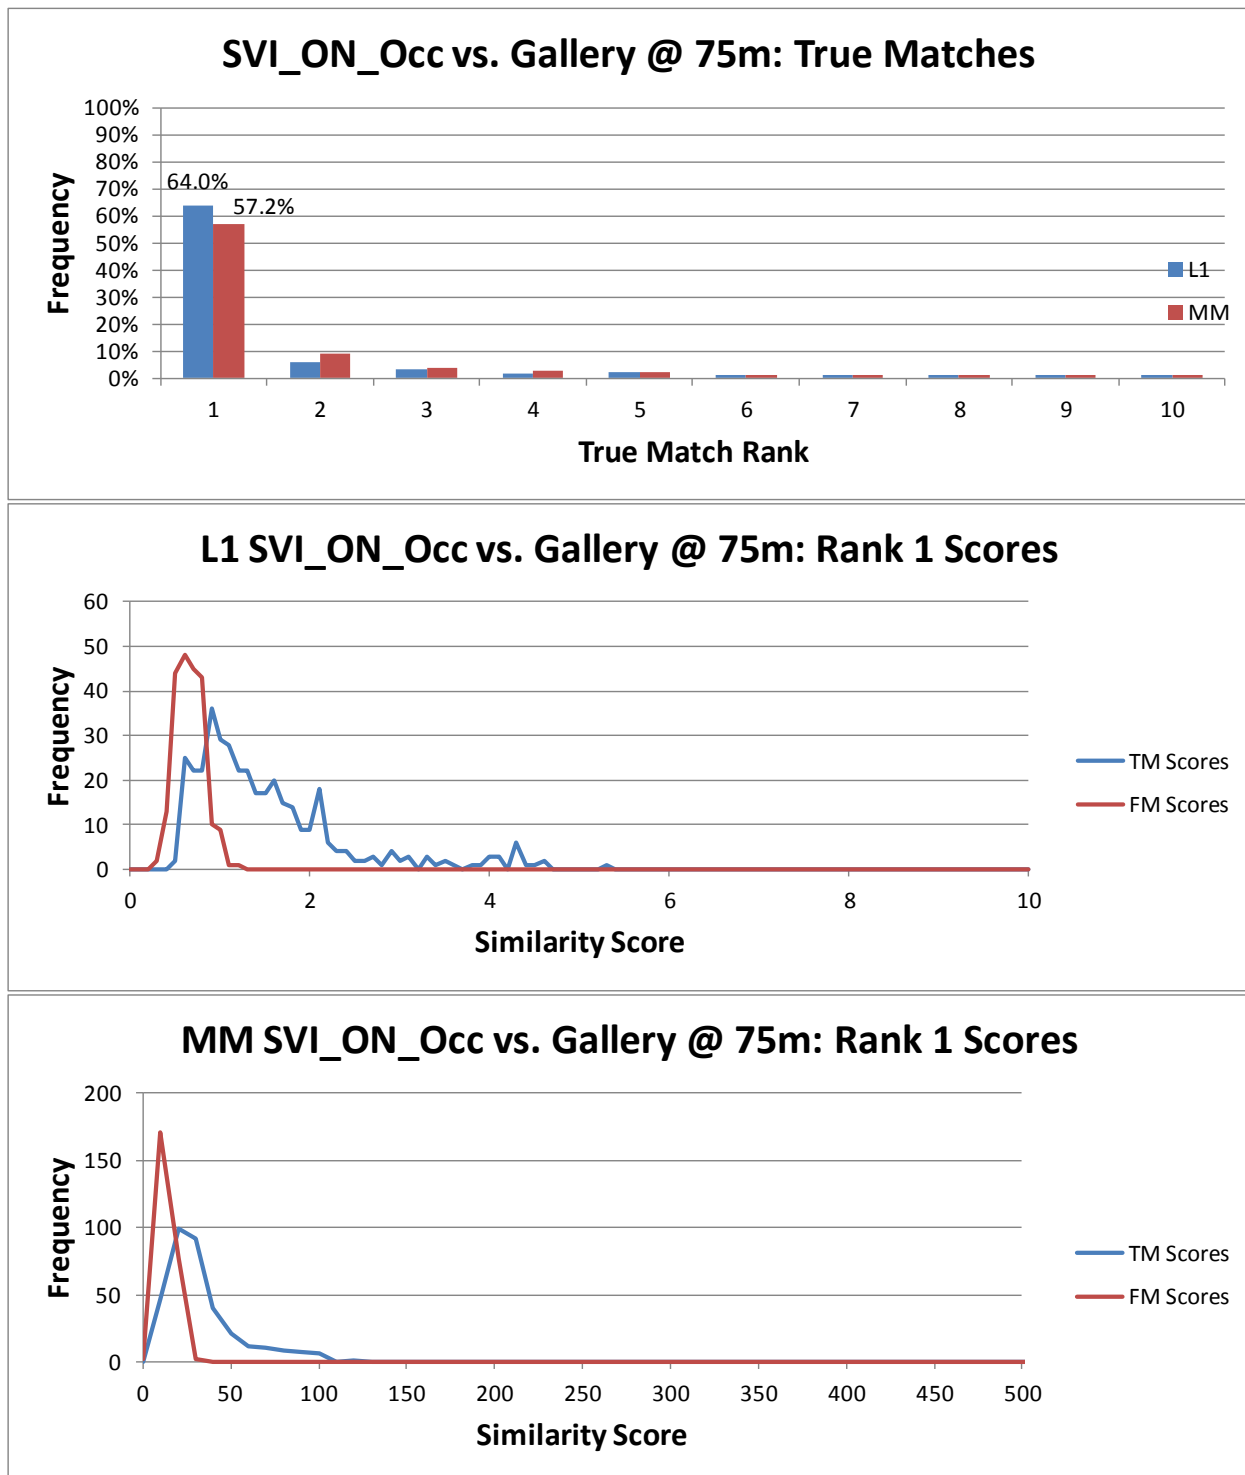 SVI_ON_Occ vs. Gallery @ 75m: True Matches
100%
90%
80%
70%
60%
50%
40%
30%
20%
10%
0%
Frequency
64.0%
57.2%
L1
MM
1 2 3 4 5 6 7 8 9 10
True Match Rank
L1 SVI_ON_Occ vs. Gallery @ 75m: Rank 1 Scores
60
50
40
30
20
10
0
Frequency
TM Scores
FM Scores
0 2 4 6 8 10
Similarity Score
MM SVI_ON_Occ vs. Gallery @ 75m: Rank 1 Scores
200
150
100
50
0
Frequency
TM Scores
FM Scores
0 50 100 150 200 250 300 350 400 450 500
Similarity Score